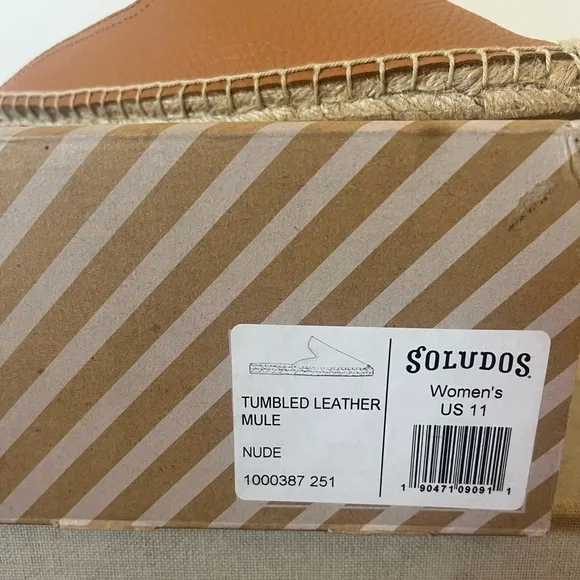 TUMBLED LEATHER
MULE
NUDE
1000387 251
SOLUDOS
Women's
US 11
1 90471 09091 1